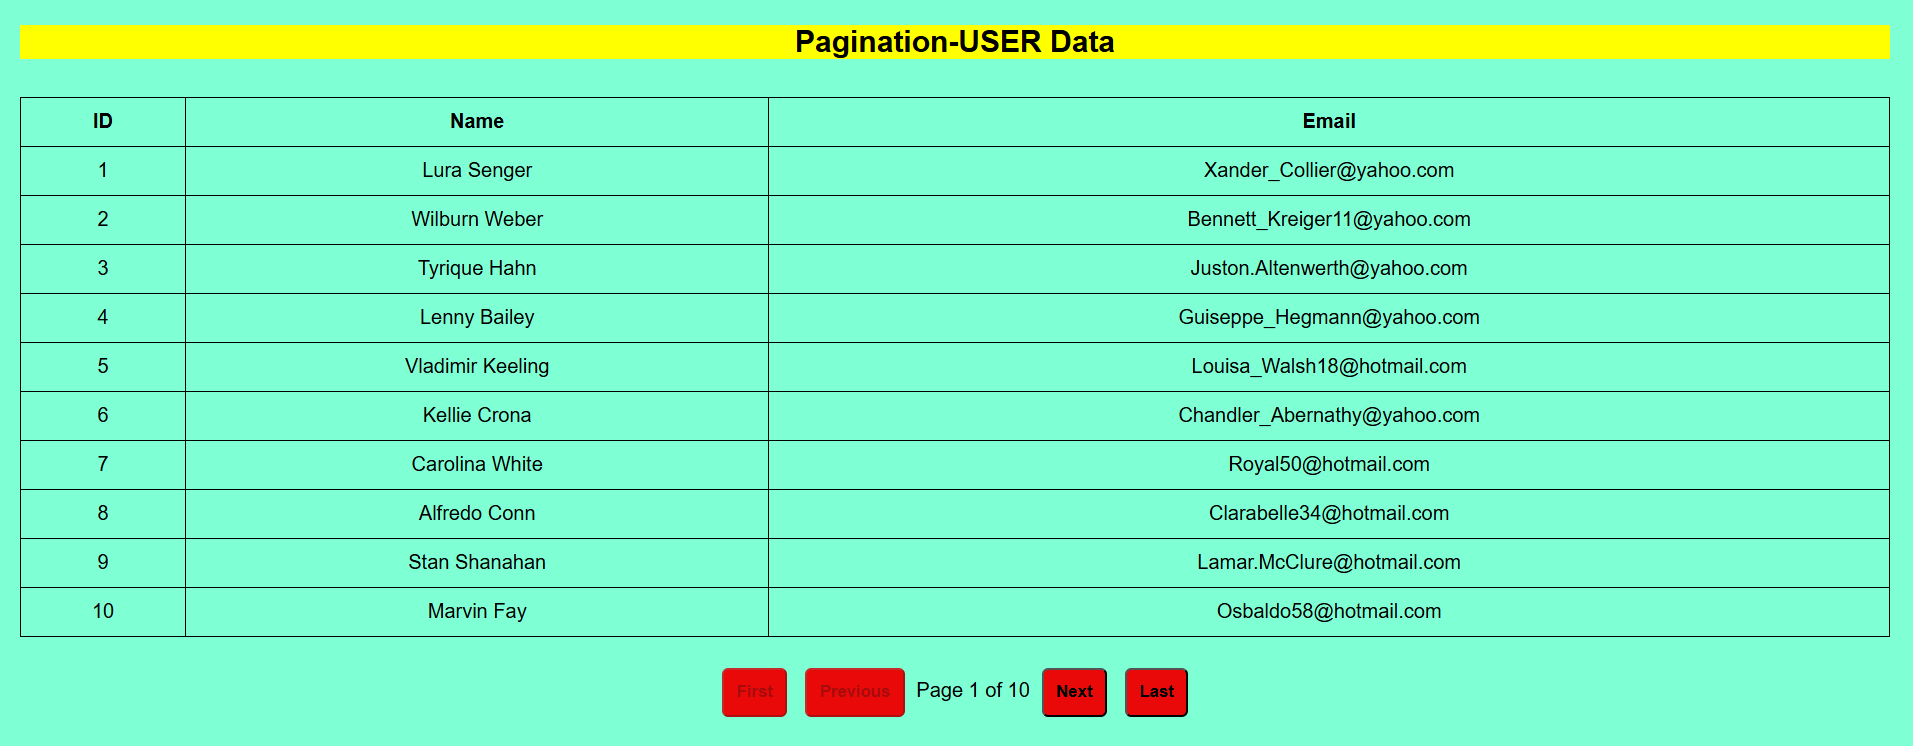 Pagination-USER Data
ID Name Email
1 Lura Senger Xander_Collier@yahoo.com
2 Wilburn Weber Bennett_Kreiger11@yahoo.com
3 Tyrique Hahn Juston.Altenwerth@yahoo.com
4 Lenny Bailey Guiseppe_Hegmann@yahoo.com
5 Vladimir Keeling Louisa_Walsh18@hotmail.com
6 Kellie Crona Chandler_Abernathy@yahoo.com
7 Carolina White Royal50@hotmail.com
8 Alfredo Conn Clarabelle34@hotmail.com
9 Stan Shanahan Lamar.McClure@hotmail.com
10 Marvin Fay Osbaldo58@hotmail.com
First Previous Page 1 of 10 Next Last